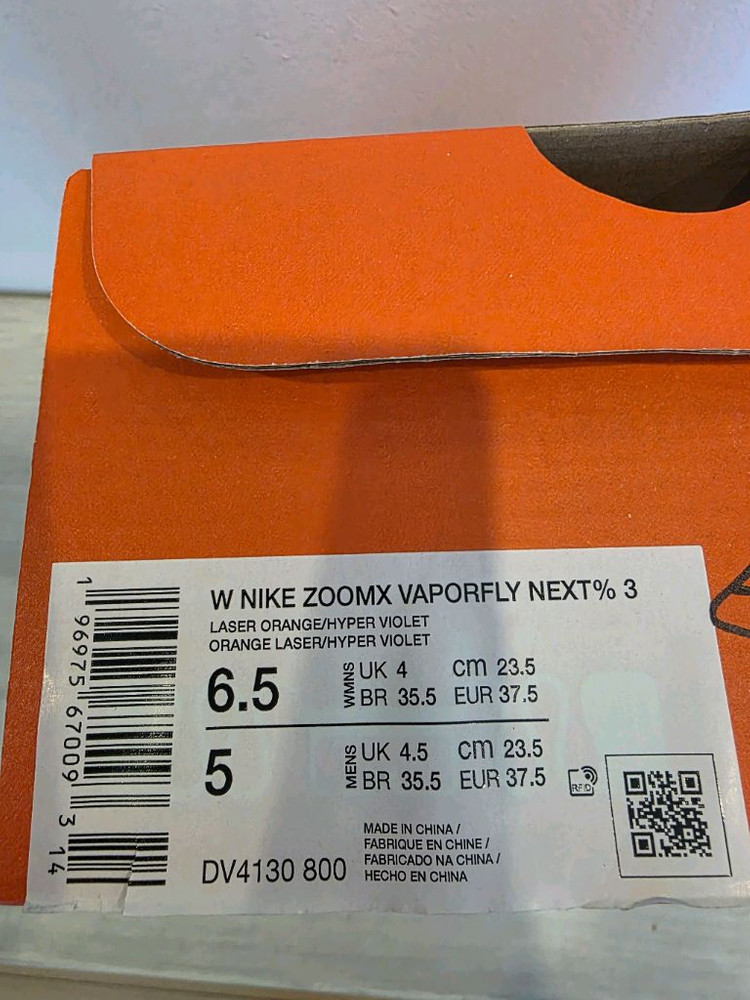 W NIKE ZOOMX VAPORFLY NEXT% 3
LASER ORANGE/HYPER VIOLET
ORANGE LASER/HYPER VIOLET
6.5 WMNS UK 4 cm 23.5
BR 35.5 EUR 37.5
5 MENS UK 4.5 cm 23.5
BR 35.5 EUR 37.5
RFID
DV4130 800
MADE IN CHINA /
FABRIQUE EN CHINE /
FABRICADO NA CHINA /
HECHO EN CHINA
1 96975 67009 3 14